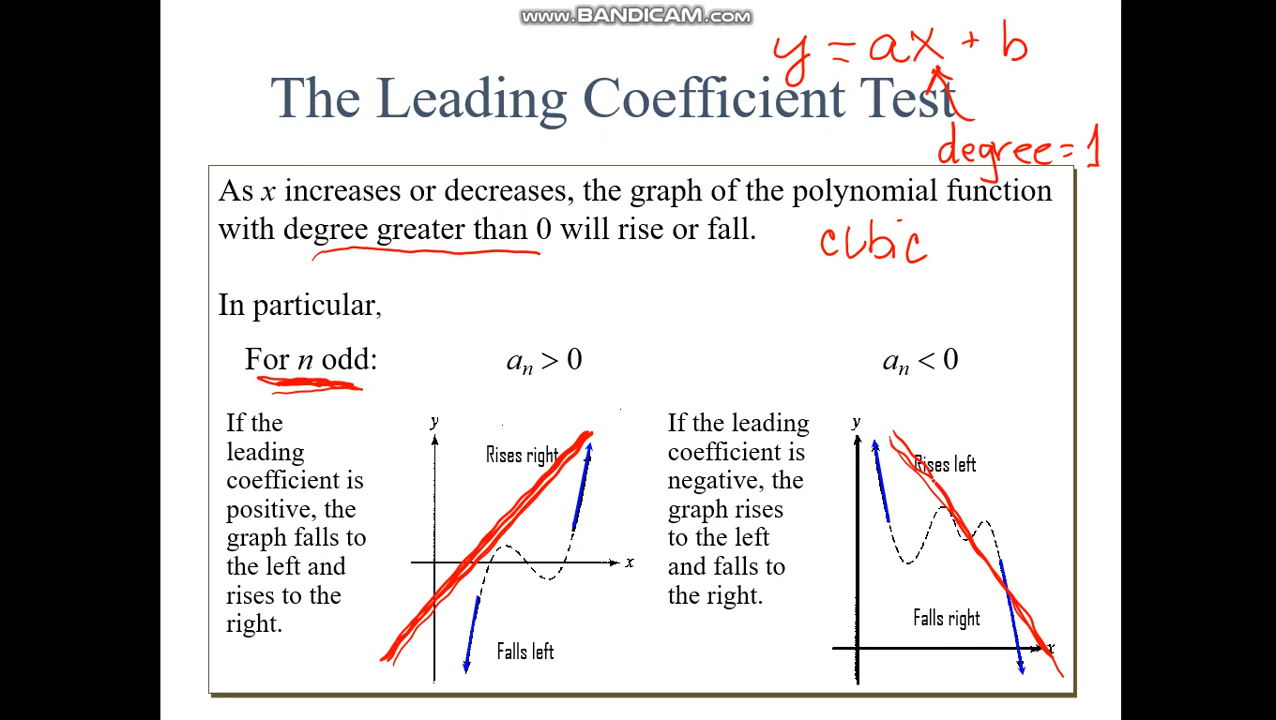 www.BANDICAM.com
y = ax + b
The Leading Coefficient Test
degree = 1
As x increases or decreases, the graph of the polynomial function
with degree greater than 0 will rise or fall.
cubic
In particular,
For n odd:
aₙ > 0
aₙ < 0
If the
leading
coefficient is
positive, the
graph falls to
the left and
rises to the
right.
y
Rises right
x
Falls left
If the leading
coefficient is
negative, the
graph rises
to the left
and falls to
the right.
y
Rises left
Falls right
x